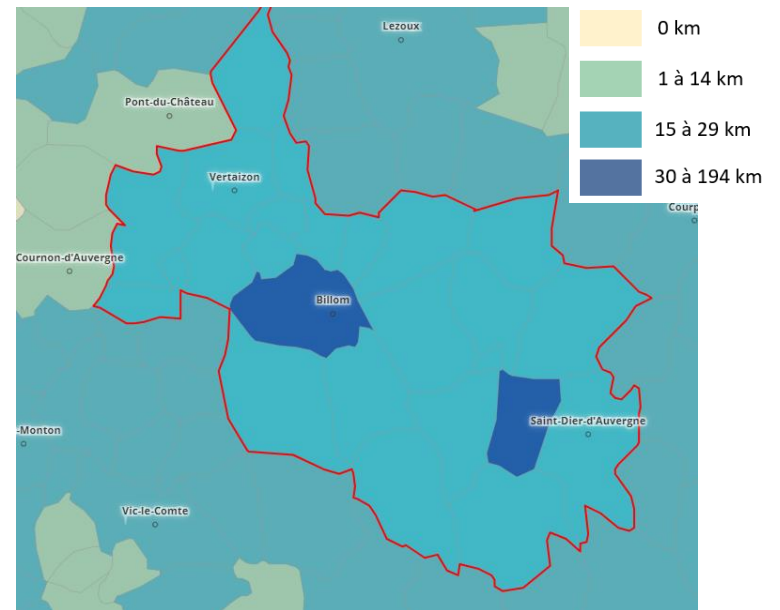 Lezoux
0 km
1 à 14 km
Pont-du-Château
15 à 29 km
Vertaizon
30 à 194 km
Courp
Cournon-d'Auvergne
Billom
Saint-Dier-d'Auvergne
-Monton
Vic-le-Comte